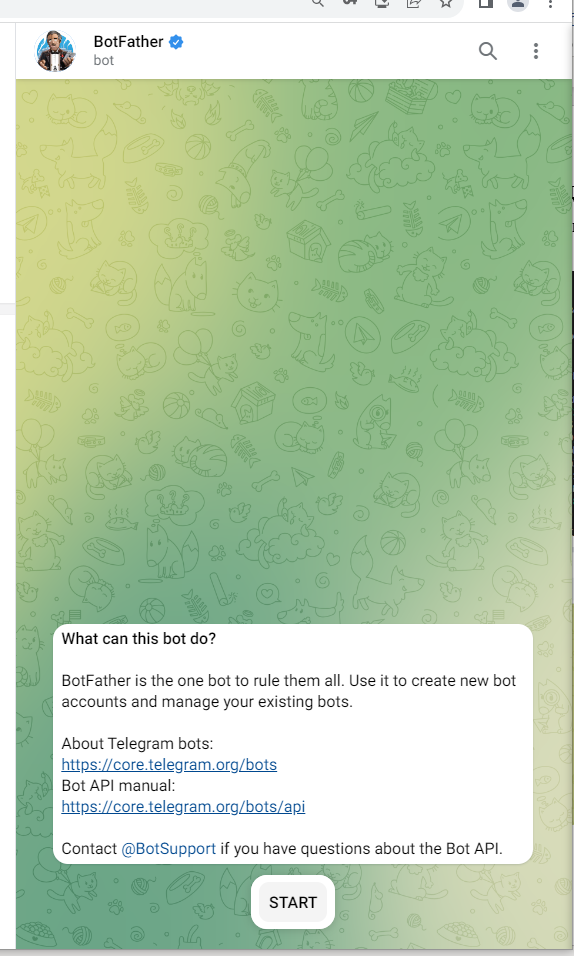 BotFather
bot
What can this bot do?
BotFather is the one bot to rule them all. Use it to create new bot
accounts and manage your existing bots.
About Telegram bots:
https://core.telegram.org/bots
Bot API manual:
https://core.telegram.org/bots/api
Contact @BotSupport if you have questions about the Bot API.
START